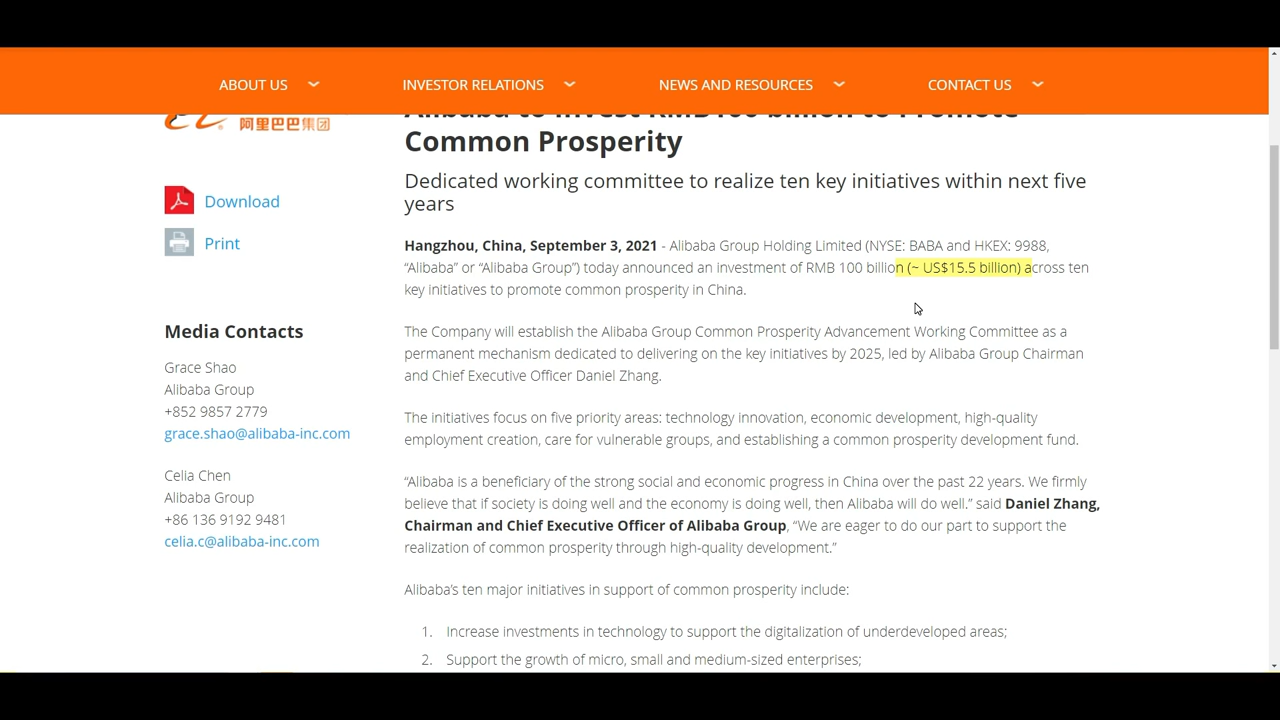 ABOUT US
INVESTOR RELATIONS
NEWS AND RESOURCES
CONTACT US
阿里巴巴集团
Download
Print
Media Contacts
Grace Shao
Alibaba Group
+852 9857 2779
grace.shao@alibaba-inc.com
Celia Chen
Alibaba Group
+86 136 9192 9481
celia.c@alibaba-inc.com
Alibaba to Invest RMB100 billion to Promote
Common Prosperity
Dedicated working committee to realize ten key initiatives within next five
years
Hangzhou, China, September 3, 2021 - Alibaba Group Holding Limited (NYSE: BABA and HKEX: 9988,
“Alibaba” or “Alibaba Group”) today announced an investment of RMB 100 billion (~ US$15.5 billion) across ten
key initiatives to promote common prosperity in China.
The Company will establish the Alibaba Group Common Prosperity Advancement Working Committee as a
permanent mechanism dedicated to delivering on the key initiatives by 2025, led by Alibaba Group Chairman
and Chief Executive Officer Daniel Zhang.
The initiatives focus on five priority areas: technology innovation, economic development, high-quality
employment creation, care for vulnerable groups, and establishing a common prosperity development fund.
“Alibaba is a beneficiary of the strong social and economic progress in China over the past 22 years. We firmly
believe that if society is doing well and the economy is doing well, then Alibaba will do well.” said Daniel Zhang,
Chairman and Chief Executive Officer of Alibaba Group, “We are eager to do our part to support the
realization of common prosperity through high-quality development.”
Alibaba’s ten major initiatives in support of common prosperity include:
1. Increase investments in technology to support the digitalization of underdeveloped areas;
2. Support the growth of micro, small and medium-sized enterprises;